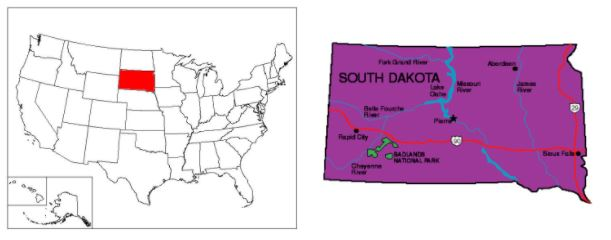 Fork Grand River
Aberdeen
SOUTH DAKOTA
Lake
Oahe
Missouri
River
James
River
29
Belle Fourche
River
Pierre
Rapid City
90
BADLANDS
NATIONAL PARK
Sioux Falls
Cheyenne
River